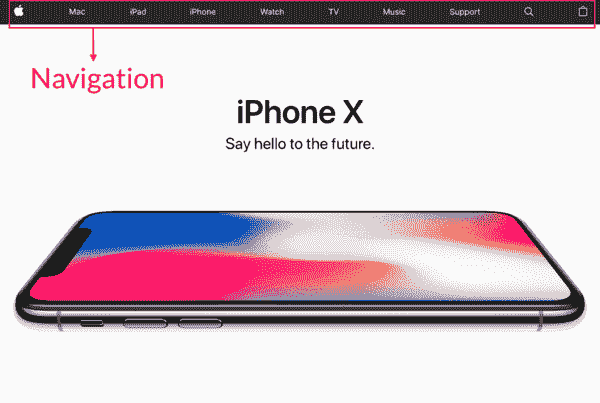 Mac iPad iPhone Watch TV Music Support
Navigation
iPhone X
Say hello to the future.